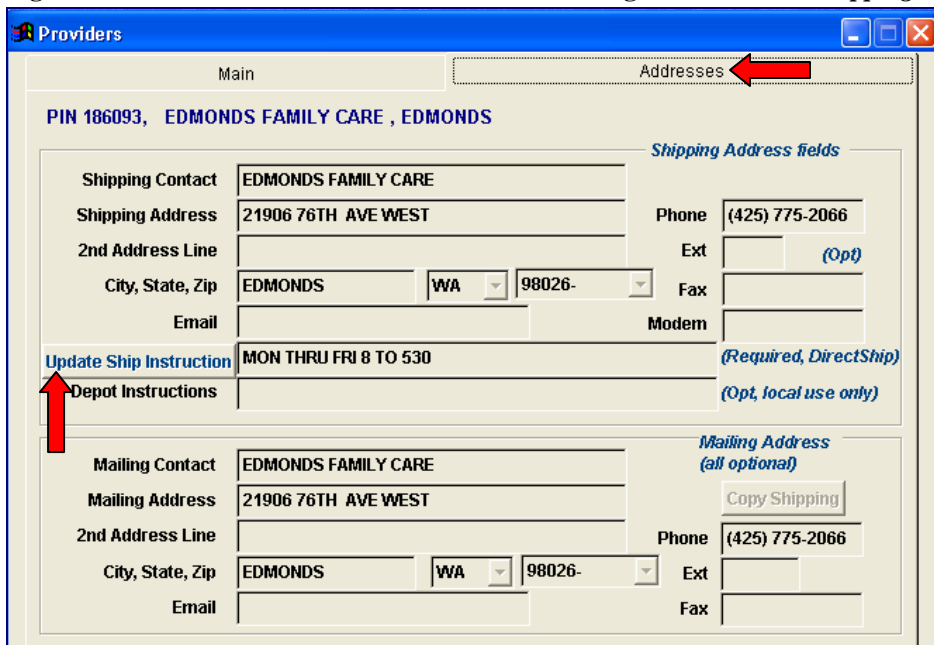 Providers
Main Addresses
PIN 186093, EDMONDS FAMILY CARE , EDMONDS
Shipping Address fields
Shipping Contact EDMONDS FAMILY CARE
Shipping Address 21906 76TH AVE WEST Phone (425) 775-2066
2nd Address Line Ext (Opt)
City, State, Zip EDMONDS WA 98026- Fax
Email Modem
Update Ship Instruction MON THRU FRI 8 TO 530 (Required, DirectShip)
Depot Instructions (Opt, local use only)
Mailing Address
Mailing Contact EDMONDS FAMILY CARE (all optional)
Mailing Address 21906 76TH AVE WEST Copy Shipping
2nd Address Line Phone (425) 775-2066
City, State, Zip EDMONDS WA 98026- Ext
Email Fax